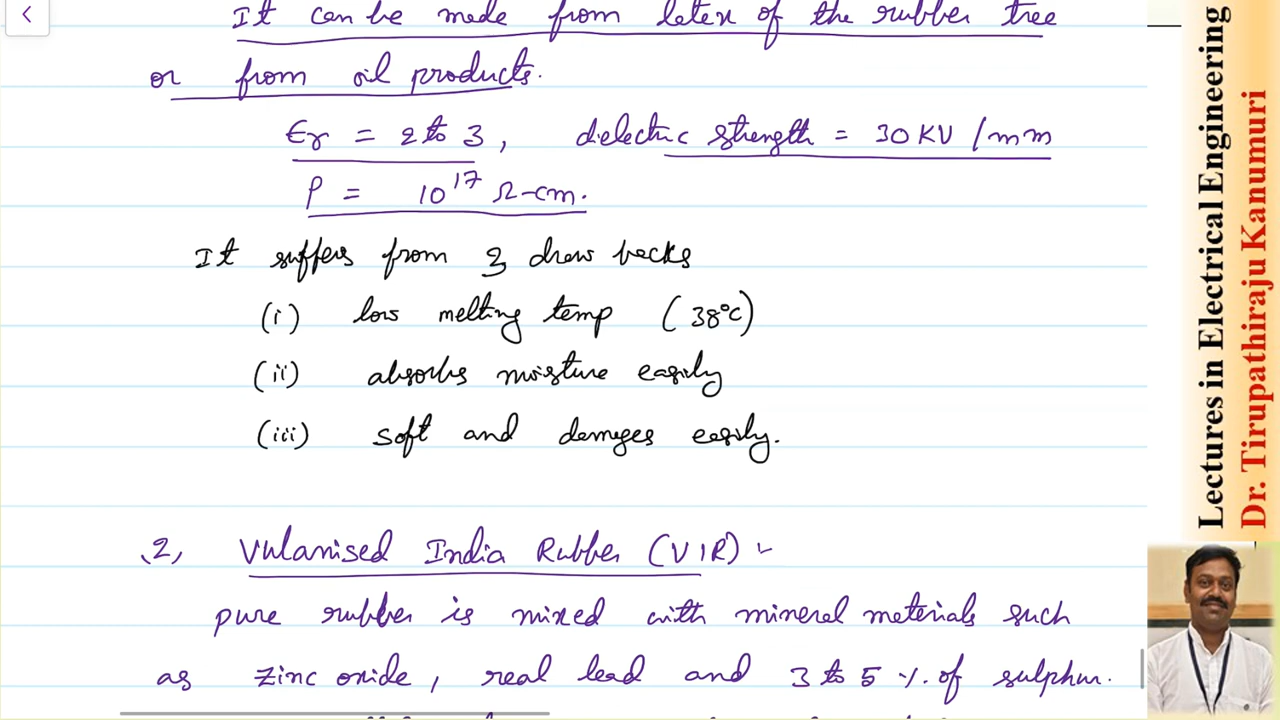 It can be made from latex of the rubber tree
or from oil products.
εr = 2 to 3, dielectric strength = 30 KV/mm
ρ = 10^17 Ω-cm.
It suffers from 3 draw backs
(i) low melting temp (38°C)
(ii) absorbs moisture easily
(iii) soft and damages easily.
2, Vulanised India Rubber (VIR) :-
pure rubber is mixed with mineral materials such
as zinc oxide, real lead and 3 to 5 %. of sulphur.
Lectures in Electrical Engineering
Dr. Tirupathiraju Kanumuri